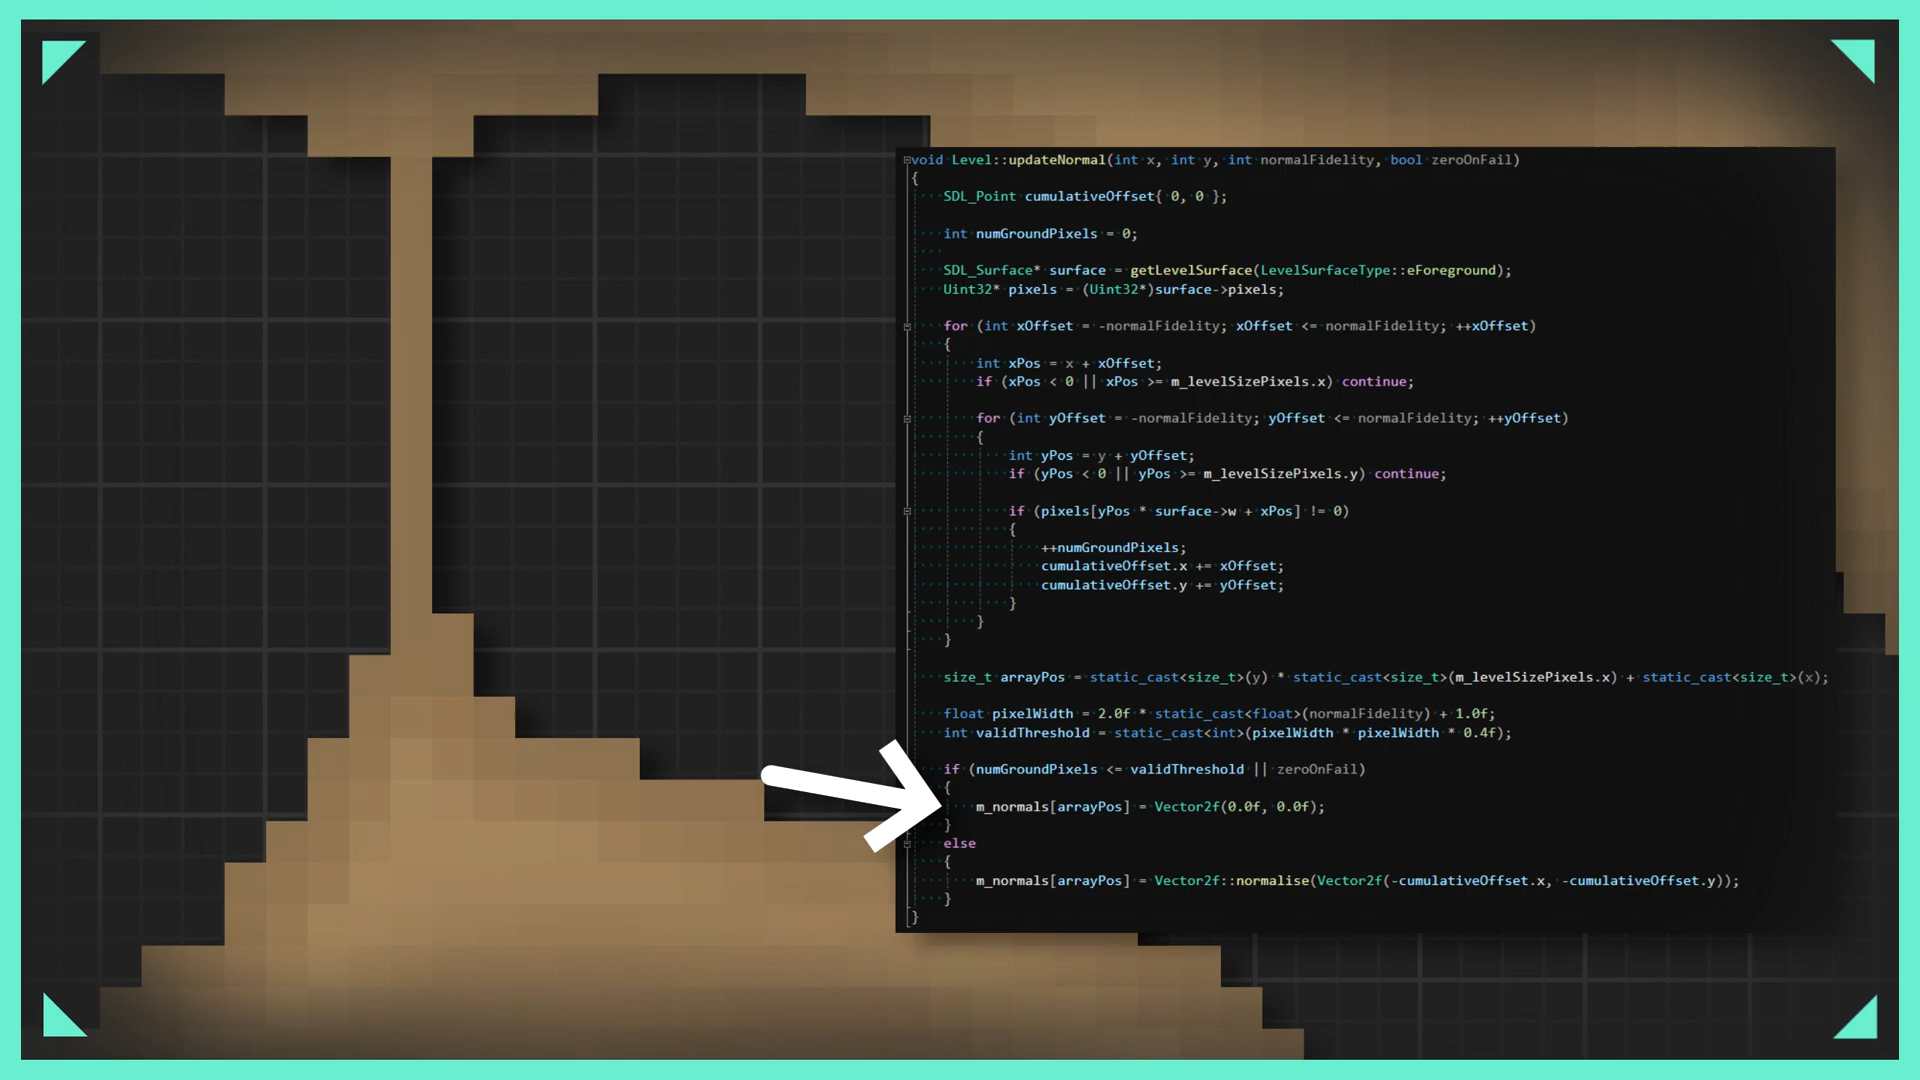 void Level::updateNormal(int x, int y, int normalFidelity, bool zeroOnFail)
{
SDL_Point cumulativeOffset{ 0, 0 };
int numGroundPixels = 0;
SDL_Surface* surface = getLevelSurface(LevelSurfaceType::eForeground);
Uint32* pixels = (Uint32*)surface->pixels;
for (int xOffset = -normalFidelity; xOffset <= normalFidelity; ++xOffset)
{
int xPos = x + xOffset;
if (xPos < 0 || xPos >= m_levelSizePixels.x) continue;
for (int yOffset = -normalFidelity; yOffset <= normalFidelity; ++yOffset)
{
int yPos = y + yOffset;
if (yPos < 0 || yPos >= m_levelSizePixels.y) continue;
if (pixels[yPos * surface->w + xPos] != 0)
{
++numGroundPixels;
cumulativeOffset.x += xOffset;
cumulativeOffset.y += yOffset;
}
}
}
size_t arrayPos = static_cast<size_t>(y) * static_cast<size_t>(m_levelSizePixels.x) + static_cast<size_t>(x);
float pixelWidth = 2.0f * static_cast<float>(normalFidelity) + 1.0f;
int validThreshold = static_cast<int>(pixelWidth * pixelWidth * 0.4f);
if (numGroundPixels <= validThreshold || zeroOnFail)
{
m_normals[arrayPos] = Vector2f(0.0f, 0.0f);
}
else
{
m_normals[arrayPos] = Vector2f::normalise(Vector2f(-cumulativeOffset.x, -cumulativeOffset.y));
}
}